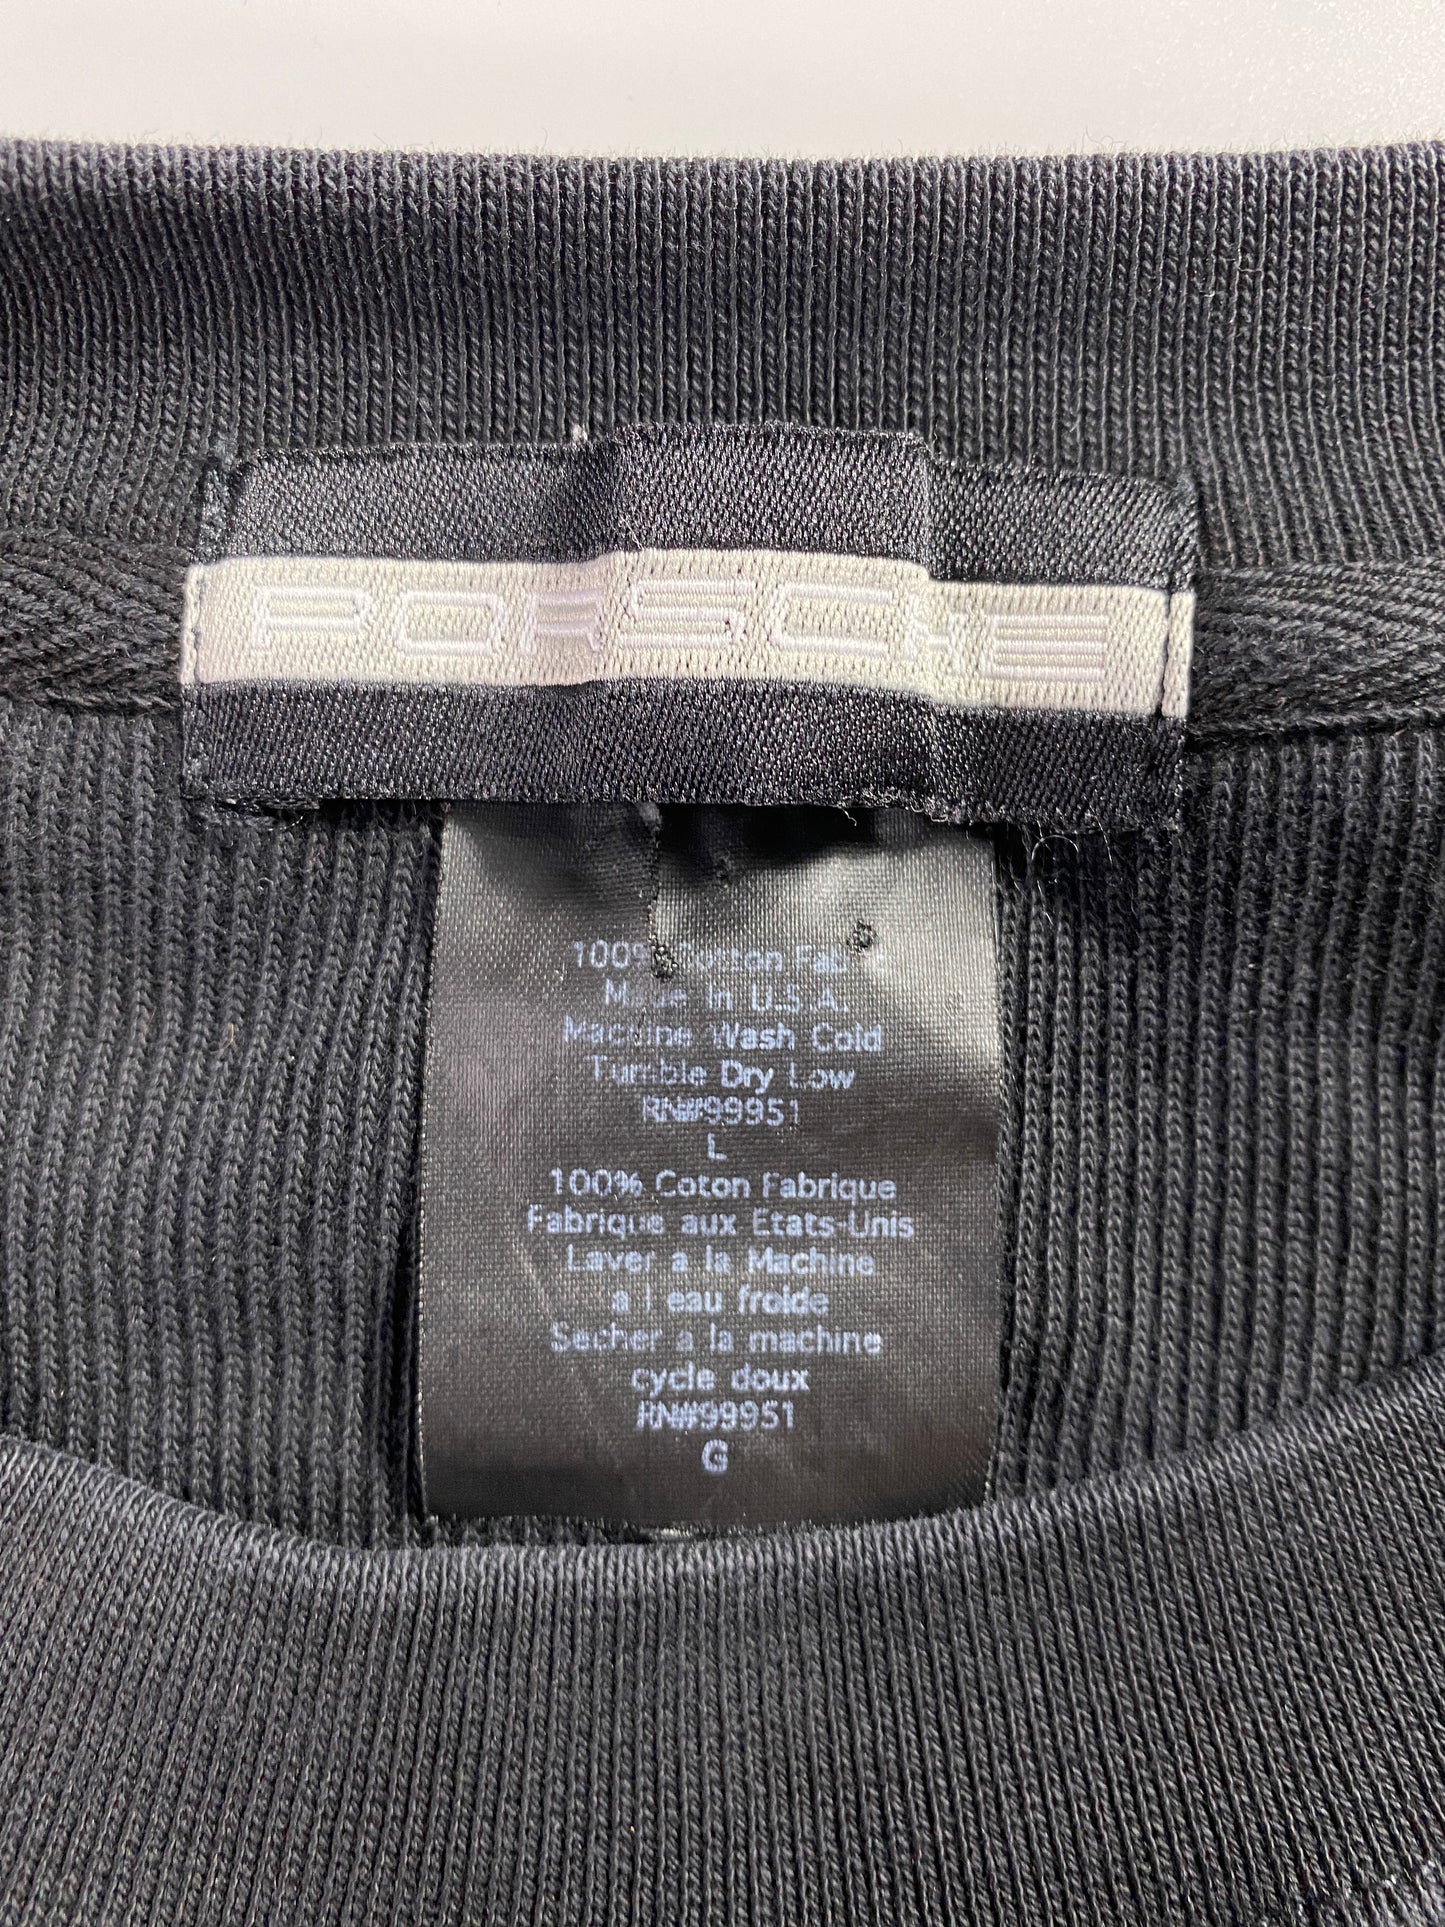 PORSCHE
100% Cotton Fabric
Made In U.S.A.
Machine Wash Cold
Tumble Dry Low
RN#99951
L
100% Coton Fabrique
Fabrique aux Etats-Unis
Laver a la Machine
a l eau froide
Secher a la machine
cycle doux
RN#99951
G